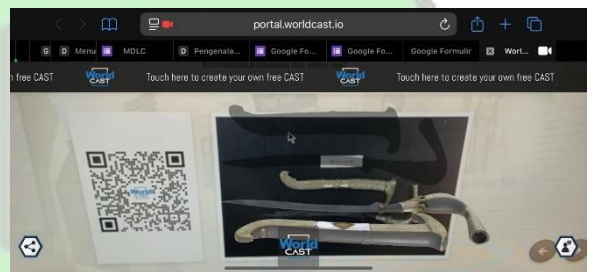 portal.worldcast.io
G D Menu MDLC D Pengenala... Google Fo... Google Fo... Google Formulir Worl...
n free CAST World CAST Touch here to create your own free CAST World CAST Touch here to create your own free CAST
World
World CAST